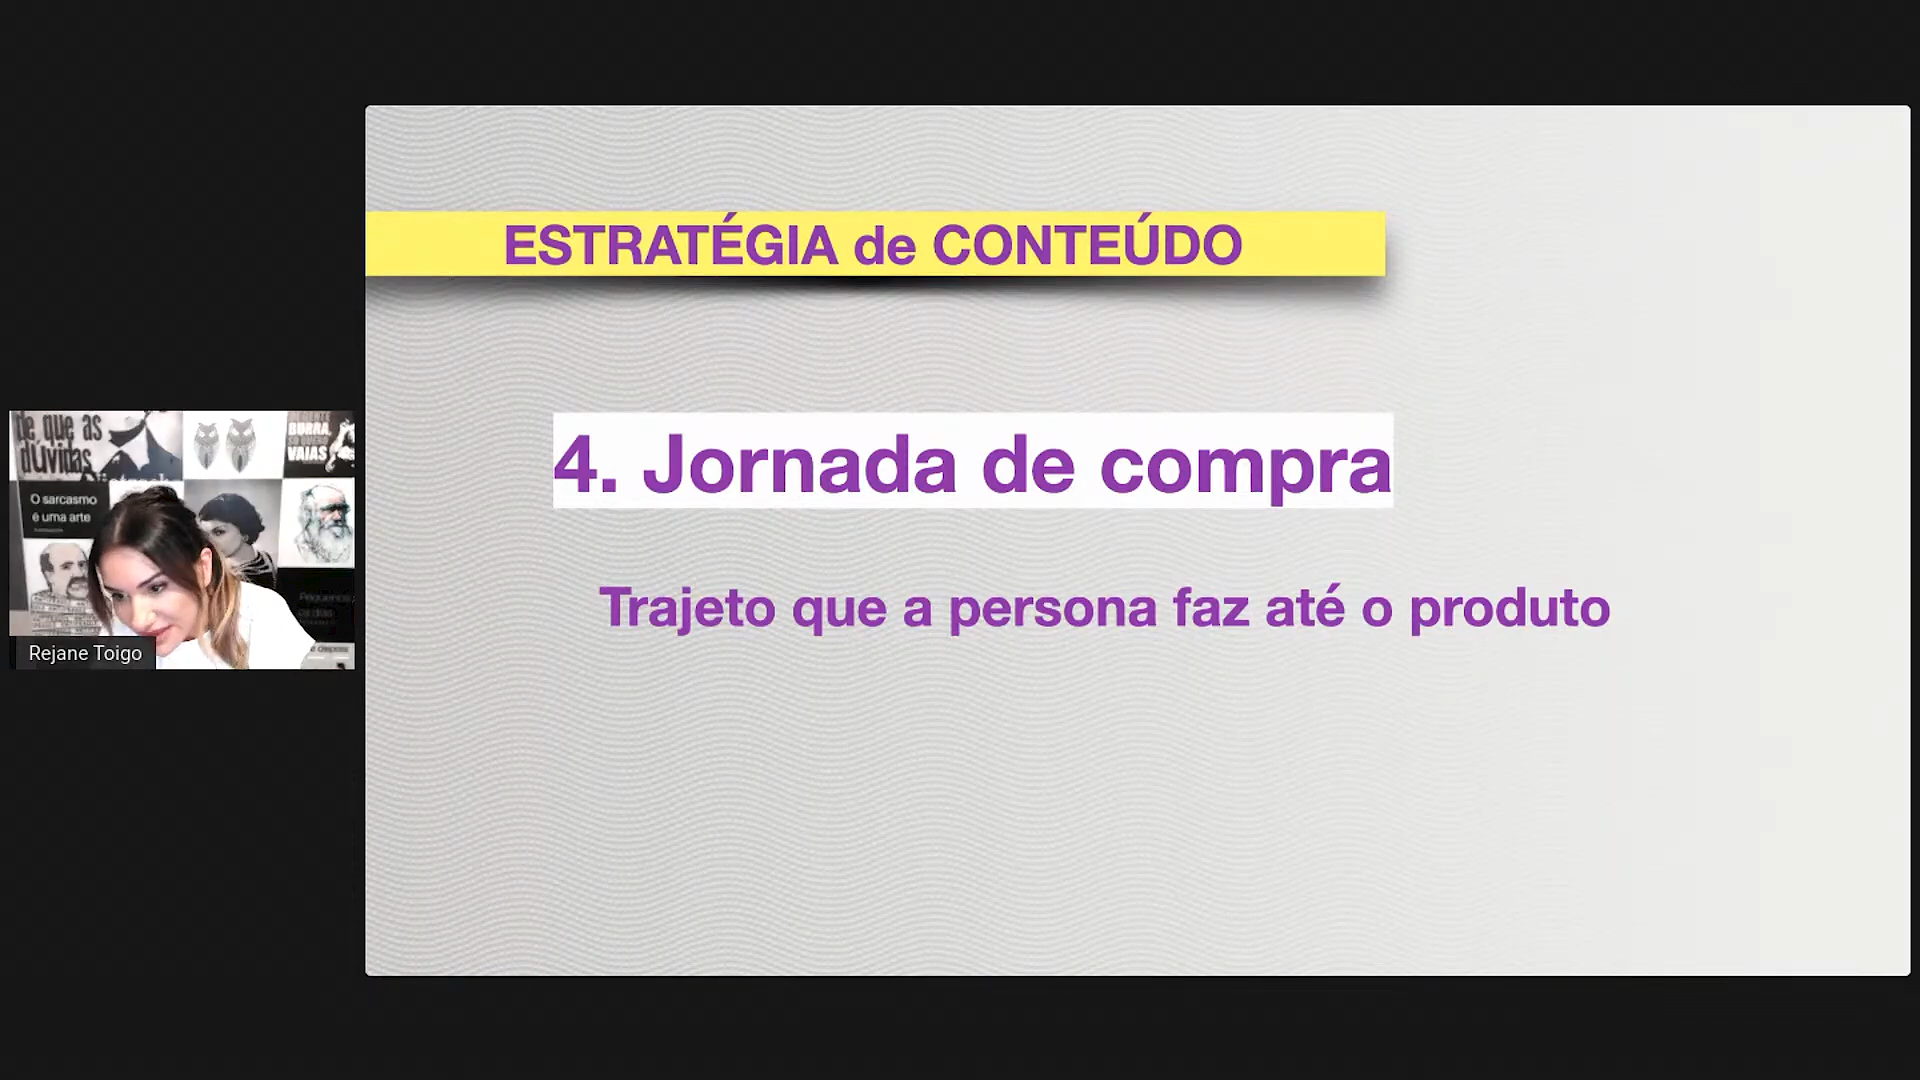 ESTRATÉGIA de CONTEÚDO
4. Jornada de compra
Trajeto que a persona faz até o produto
de que as
dúvidas
BURRA,
VAIAS
O sarcasmo
é uma arte
Rejane Toigo